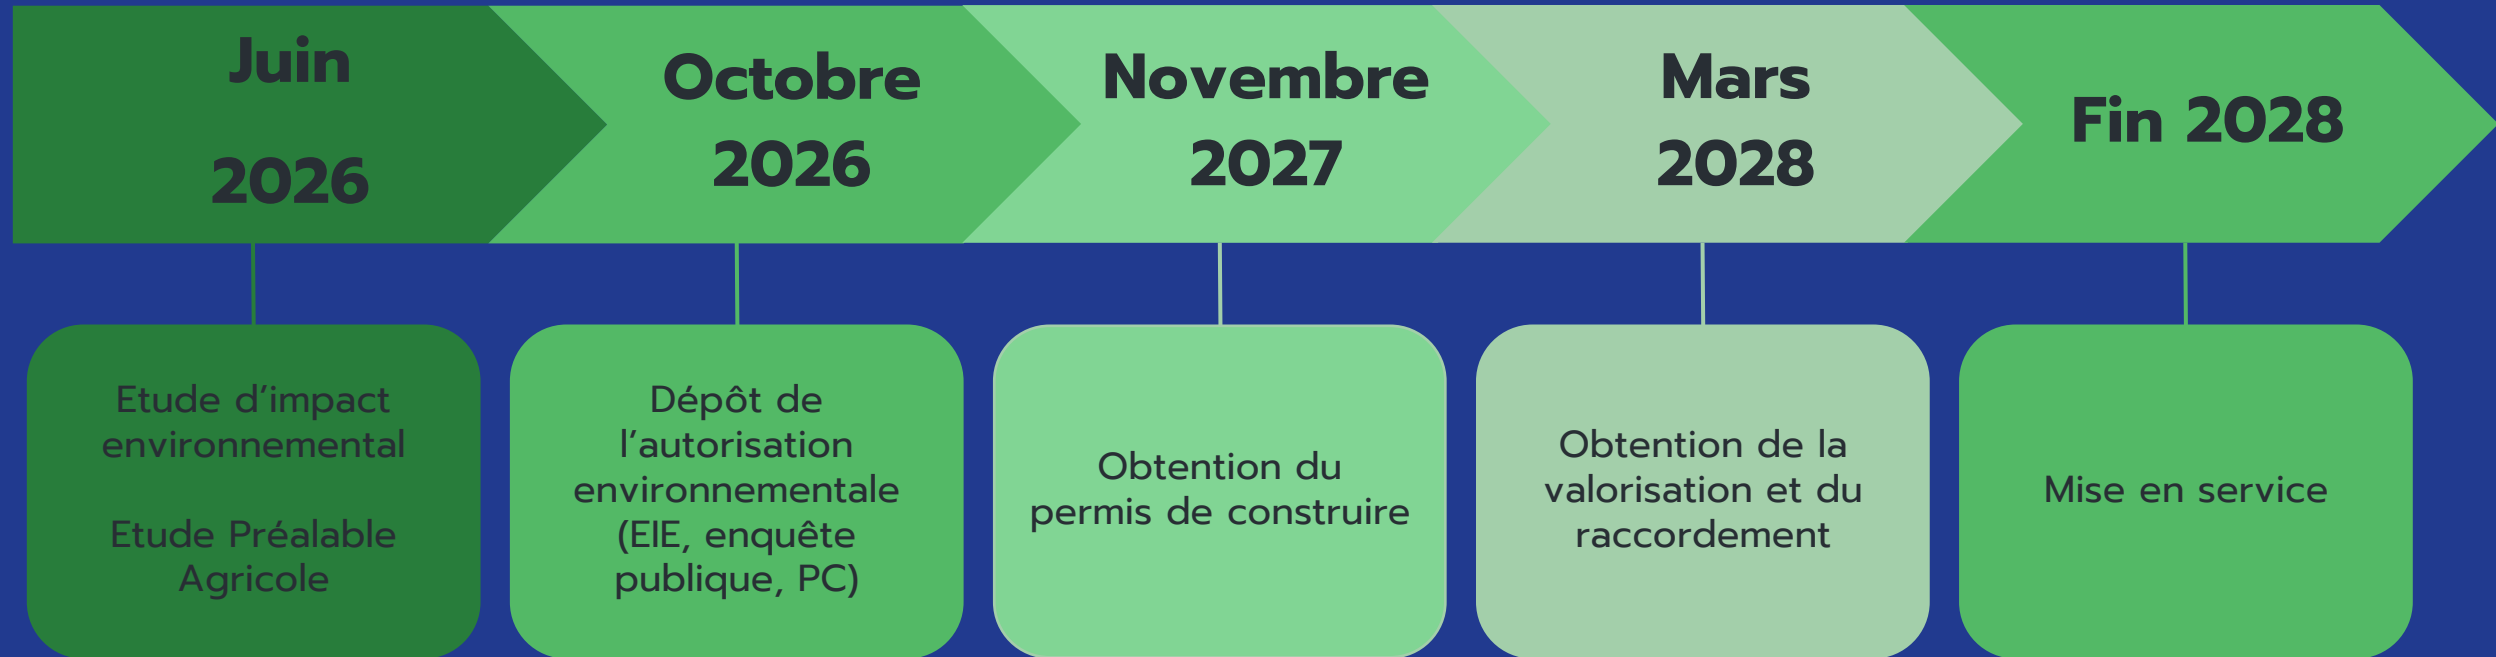 Juin
2026
Octobre
2026
Novembre
2027
Mars
2028
Fin 2028
Etude d’impact
environnemental
Etude Préalable
Agricole
Dépôt de
l’autorisation
environnementale
(EIE, enquête
publique, PC)
Obtention du
permis de construire
Obtention de la
valorisation et du
raccordement
Mise en service